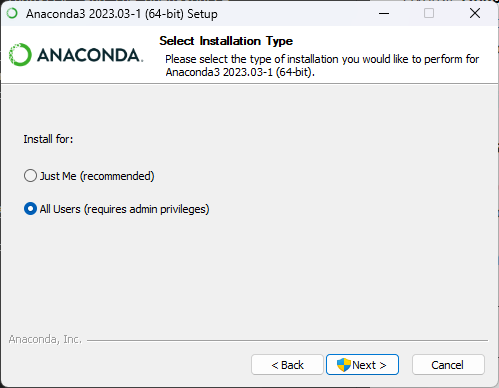 Anaconda3 2023.03-1 (64-bit) Setup
ANACONDA.
Select Installation Type
Please select the type of installation you would like to perform for
Anaconda3 2023.03-1 (64-bit).
Install for:
Just Me (recommended)
All Users (requires admin privileges)
Anaconda, Inc.
< Back
Next >
Cancel